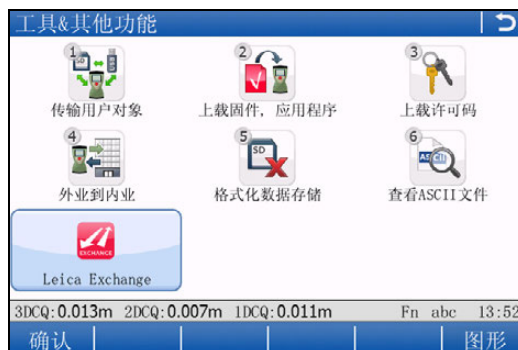 工具&其他功能
1
2
3
传输用户对象
上载固件，应用程序
上载许可码
4
5
SD
6
ASCII
外业到内业
格式化数据存储
查看ASCII文件
EXCHANGE
Leica Exchange
3DCQ:0.013m 2DCQ:0.007m 1DCQ:0.011m Fn abc 13:52
确认 图形